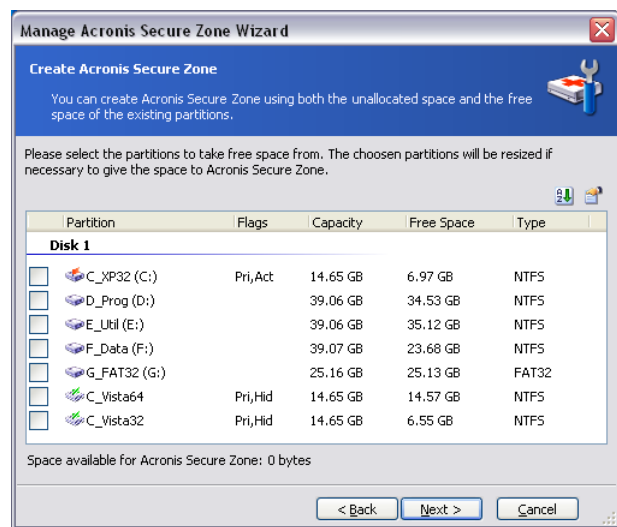 Manage Acronis Secure Zone Wizard
Create Acronis Secure Zone
You can create Acronis Secure Zone using both the unallocated space and the free
space of the existing partitions.
Please select the partitions to take free space from. The choosen partitions will be resized if
necessary to give the space to Acronis Secure Zone.
Partition Flags Capacity Free Space Type
Disk 1
C_XP32 (C:) Pri,Act 14.65 GB 6.97 GB NTFS
D_Prog (D:) 39.06 GB 34.53 GB NTFS
E_Util (E:) 39.06 GB 35.12 GB NTFS
F_Data (F:) 39.07 GB 23.68 GB NTFS
G_FAT32 (G:) 25.16 GB 25.13 GB FAT32
C_Vista64 Pri,Hid 14.65 GB 14.57 GB NTFS
C_Vista32 Pri,Hid 14.65 GB 6.55 GB NTFS
Space available for Acronis Secure Zone: 0 bytes
< Back Next > Cancel